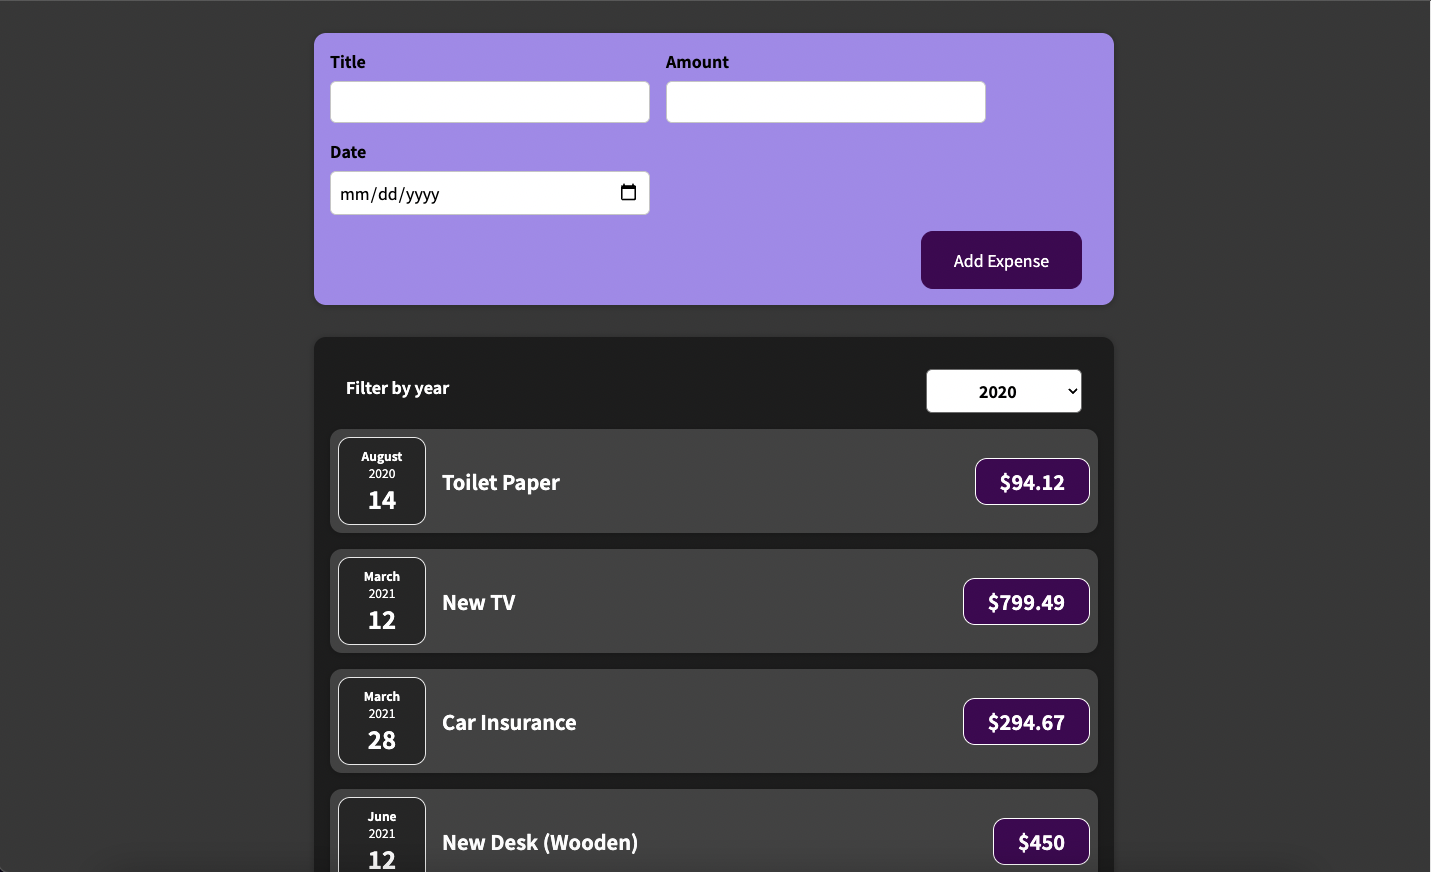 Title
Amount
Date
mm/dd/yyyy
Add Expense
Filter by year
2020
August
2020
14
Toilet Paper
$94.12
March
2021
12
New TV
$799.49
March
2021
28
Car Insurance
$294.67
June
2021
12
New Desk (Wooden)
$450